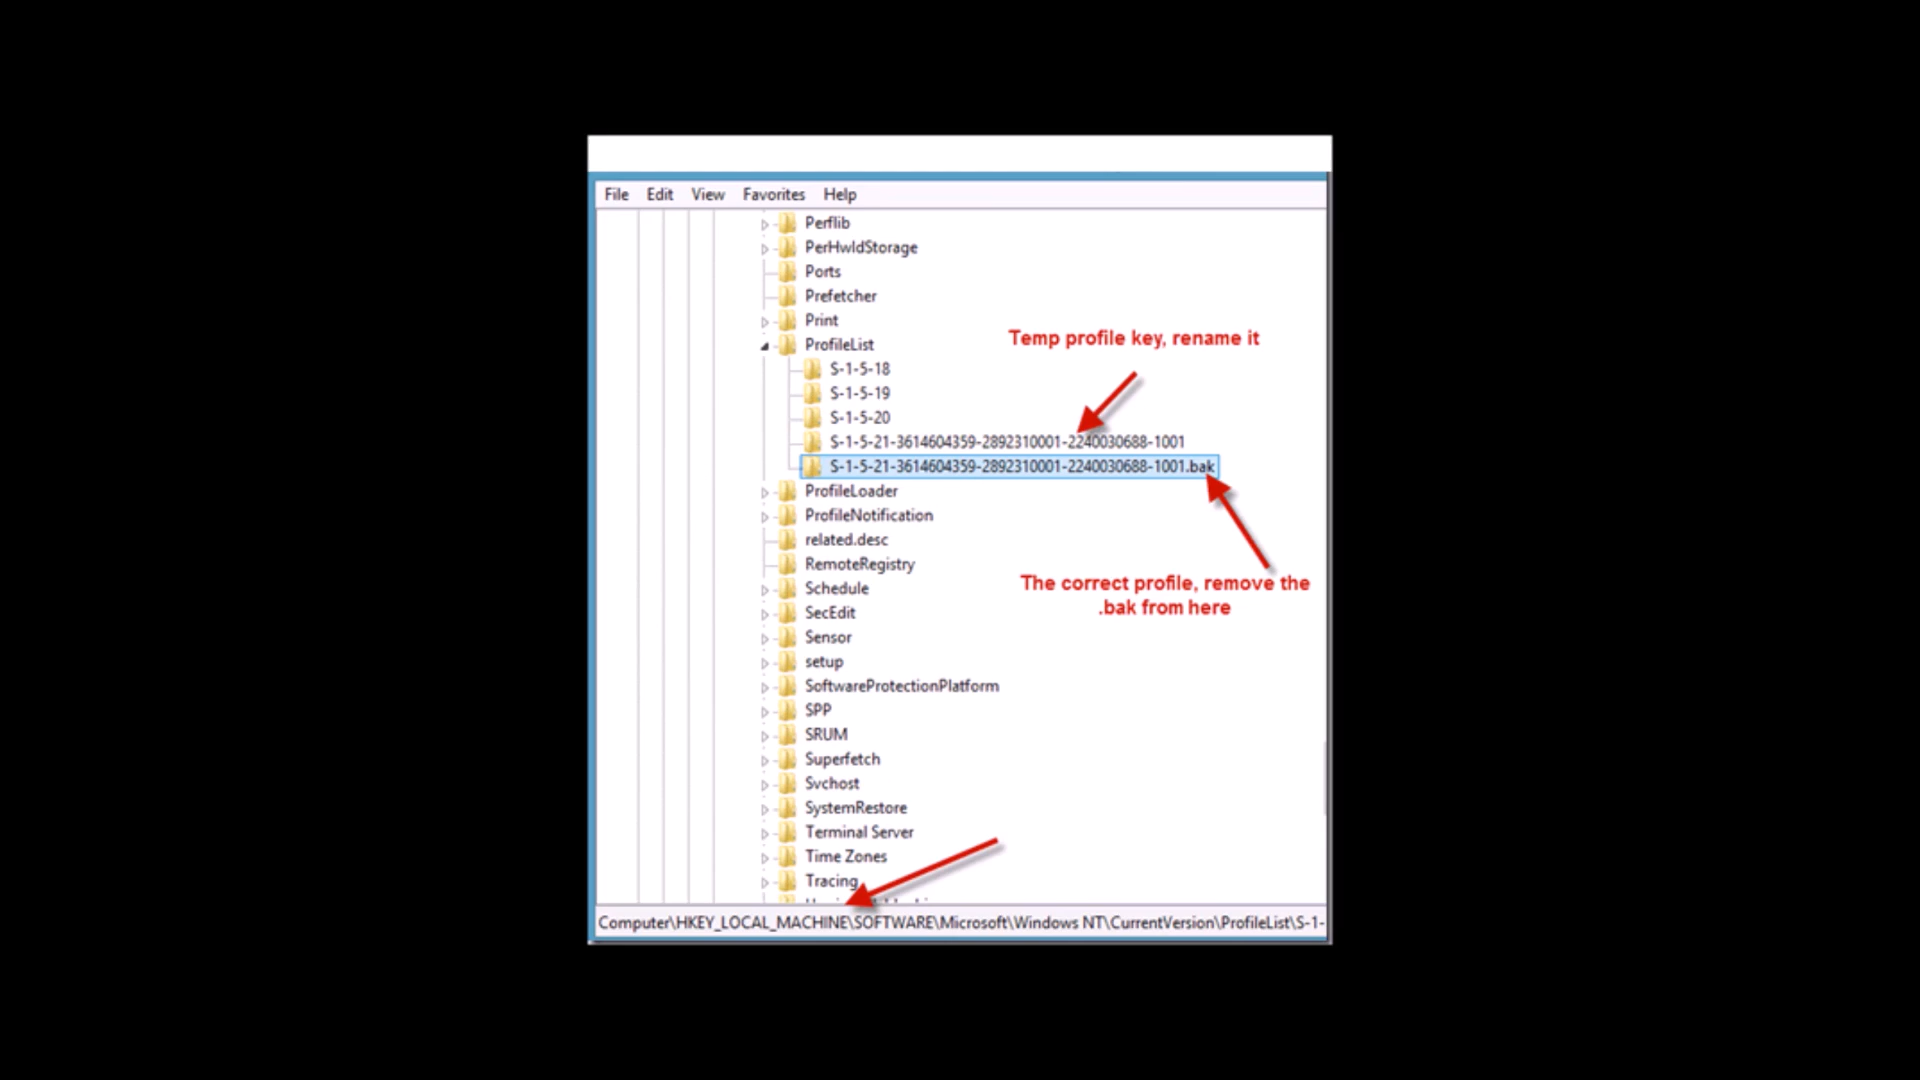 File Edit View Favorites Help
Perflib
PerHwIdStorage
Ports
Prefetcher
Print
ProfileList
Temp profile key, rename it
S-1-5-18
S-1-5-19
S-1-5-20
S-1-5-21-3614604359-2892310001-2240030688-1001
S-1-5-21-3614604359-2892310001-2240030688-1001.bak
ProfileLoader
ProfileNotification
related.desc
RemoteRegistry
The correct profile, remove the
.bak from here
Schedule
SecEdit
Sensor
setup
SoftwareProtectionPlatform
SPP
SRUM
Superfetch
Svchost
SystemRestore
Terminal Server
Time Zones
Tracing
Computer\HKEY_LOCAL_MACHINE\SOFTWARE\Microsoft\Windows NT\CurrentVersion\ProfileList\S-1-